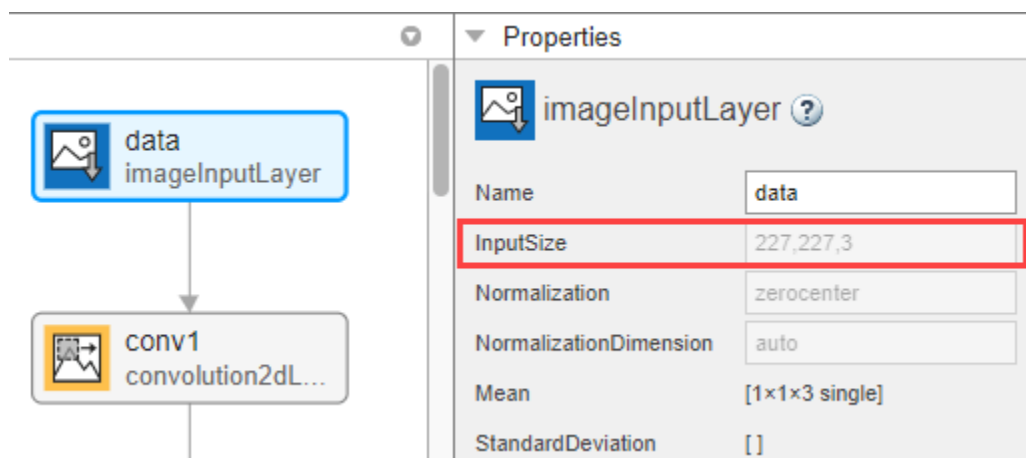 data
imageInputLayer
conv1
convolution2dL...
Properties
imageInputLayer
Name data
InputSize 227,227,3
Normalization zerocenter
NormalizationDimension auto
Mean [1×1×3 single]
StandardDeviation []